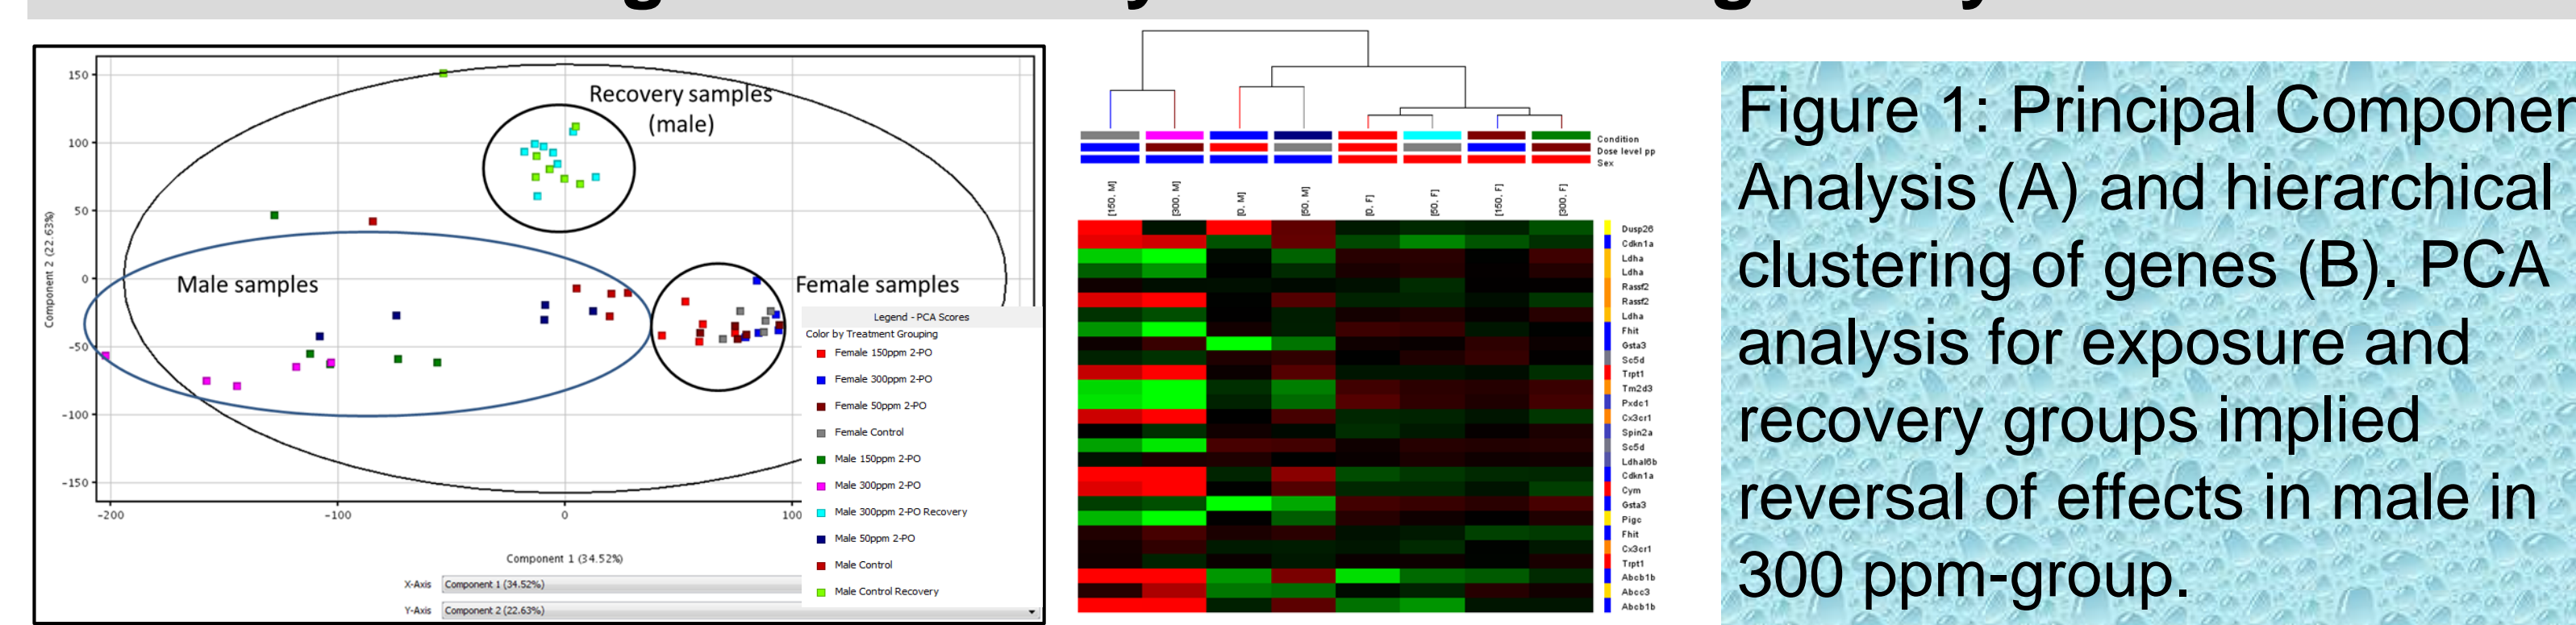 150
100
50
0
-50
-100
-150
Component 2 (22.63%)
Recovery samples
(male)
Male samples
Female samples
-200
-100
0
100
Component 1 (34.52%)
X-Axis Component 1 (34.52%)
Y-Axis Component 2 (22.63%)
Legend - PCA Scores
Color by Treatment Grouping
Female 150ppm 2-PO
Female 300ppm 2-PO
Female 50ppm 2-PO
Female Control
Male 150ppm 2-PO
Male 300ppm 2-PO
Male 300ppm 2-PO Recovery
Male 50ppm 2-PO
Male Control
Male Control Recovery
Condition
Dose level pp
Sex
[150, M]
[300, M]
[0, M]
[50, M]
[0, F]
[50, F]
[150, F]
[300, F]
Dusp26
Cdkn1a
Ldha
Ldha
Rassf2
Rassf2
Ldha
Fhit
Gsta3
Sc5d
Trpt1
Tm2d3
Pxdc1
Cx3cr1
Spin2a
Sc5d
Ldhal6b
Cdkn1a
Cym
Gsta3
Pigc
Fhit
Cx3cr1
Trpt1
Abcb1b
Abcc3
Abcb1b
Figure 1: Principal Componen
Analysis (A) and hierarchical
clustering of genes (B). PCA
analysis for exposure and
recovery groups implied
reversal of effects in male in
300 ppm-group.